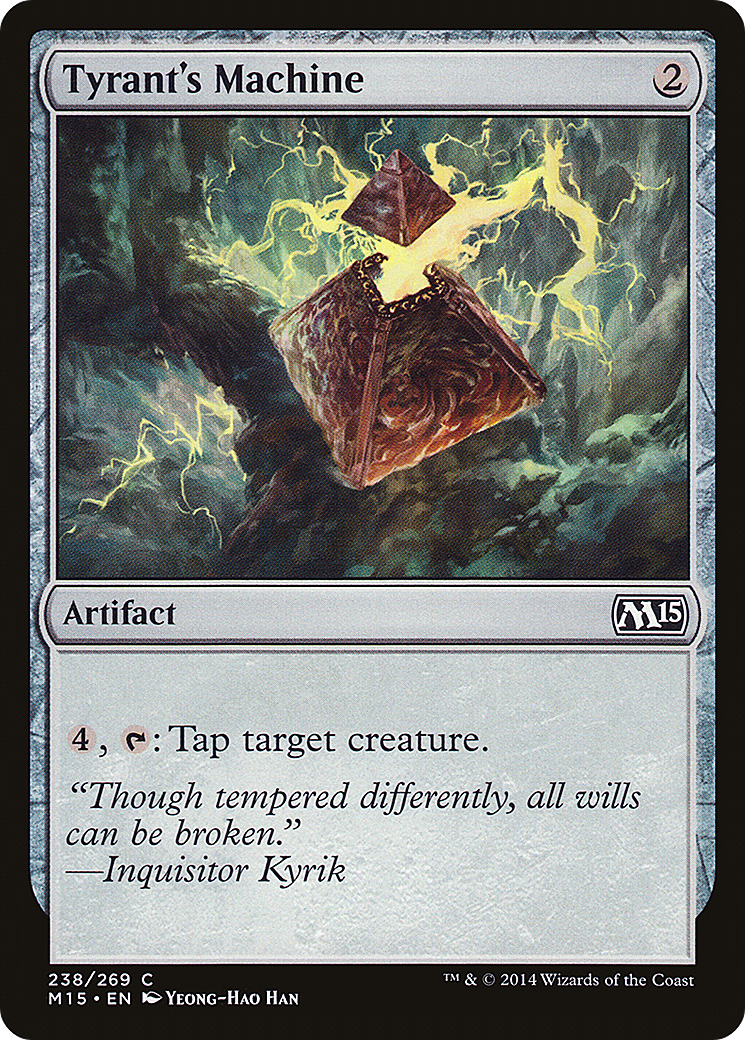 Tyrant's Machine 2
Artifact M15
4, : Tap target creature.
“Though tempered differently, all wills
can be broken.”
—Inquisitor Kyrik
238/269 C ™ & © 2014 Wizards of the Coast
M15 • EN Yeong-Hao Han